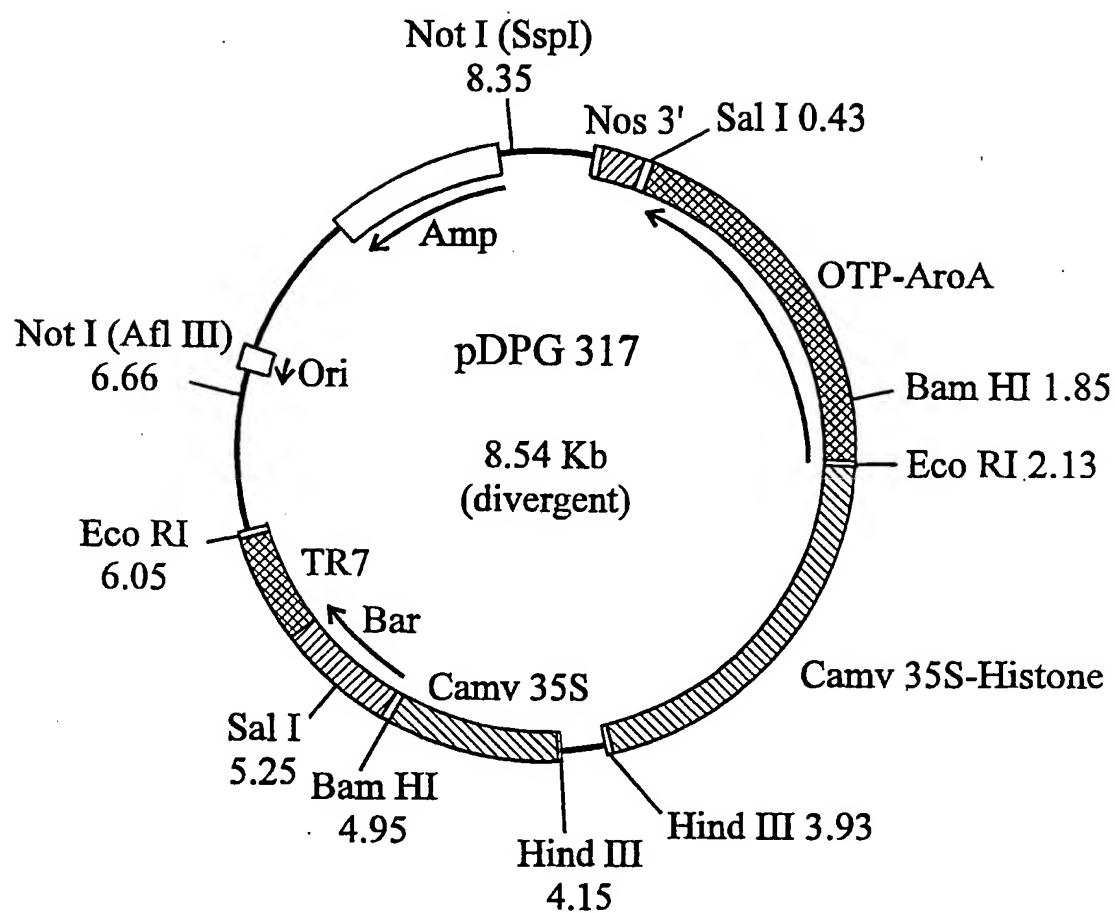 Not I (SspI)
8.35
Nos 3'
Sal I 0.43
Amp
OTP-AroA
Not I (Afl III)
6.66
Ori
pDPG 317
Bam HI 1.85
8.54 Kb
(divergent)
Eco RI 2.13
Eco RI
6.05
TR7
Bar
Camv 35S
Camv 35S-Histone
Sal I
5.25
Bam HI
4.95
Hind III
4.15
Hind III 3.93